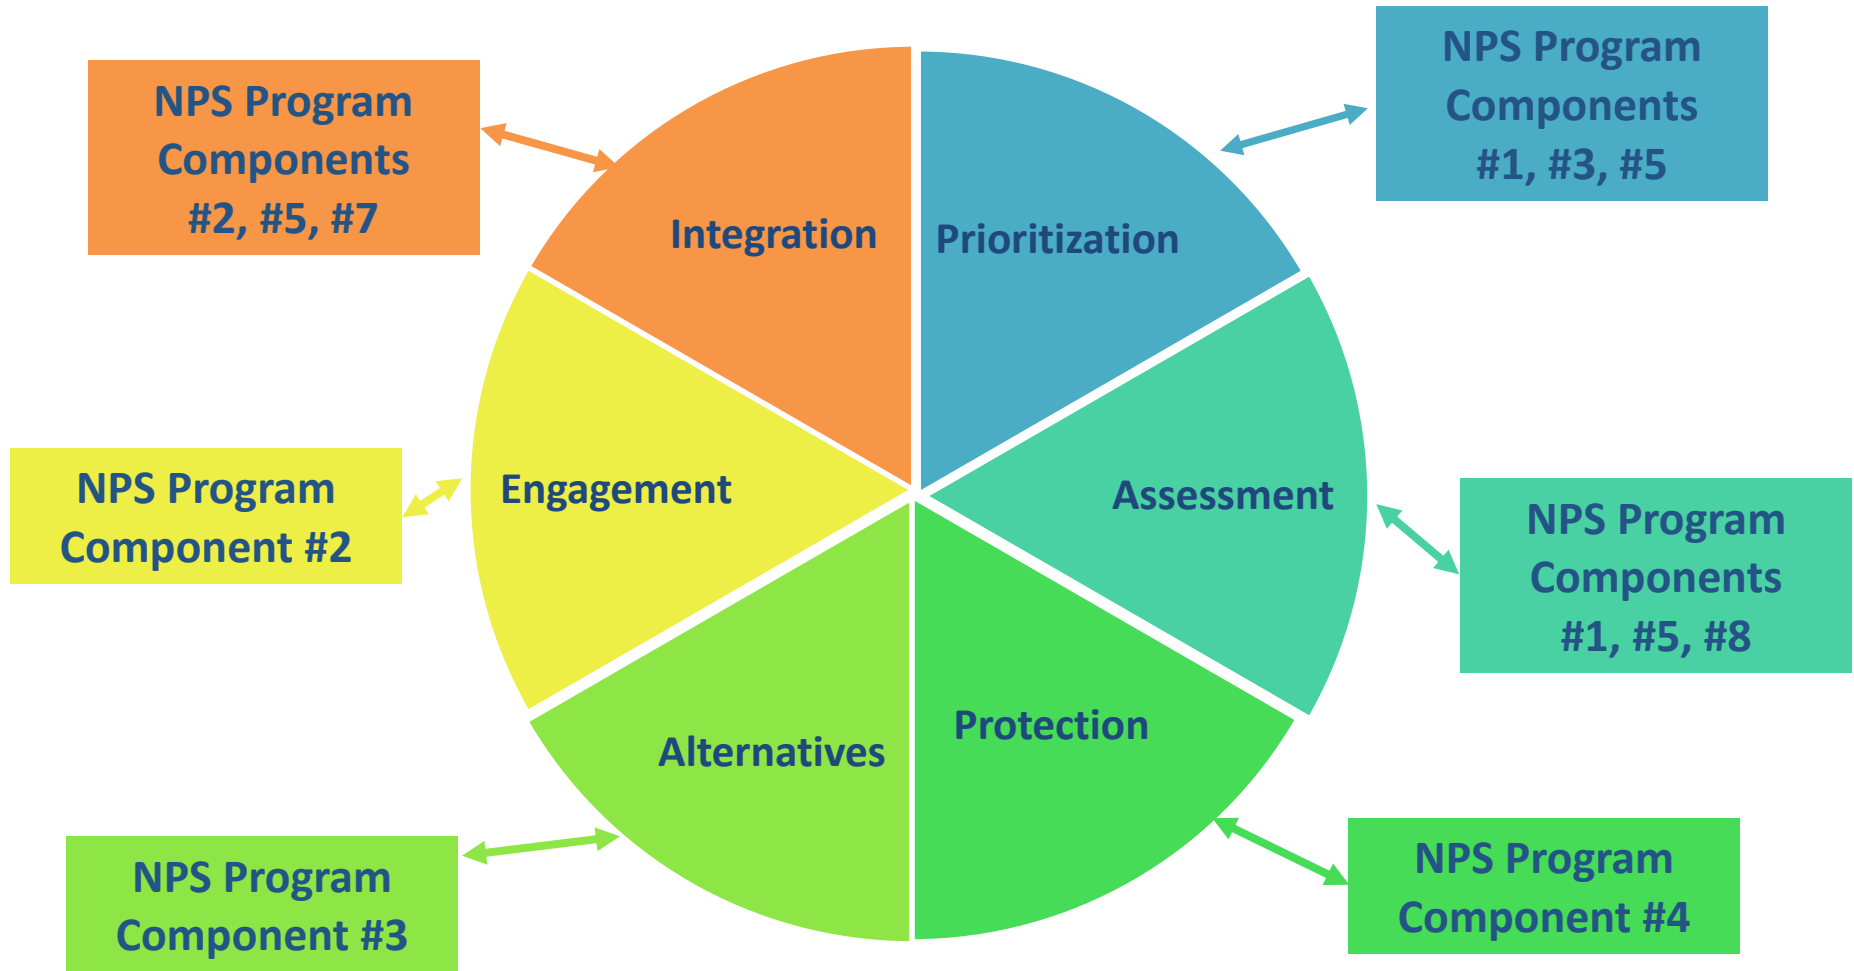 NPS Program
Components
#2, #5, #7
NPS Program
Components
#1, #3, #5
Integration
Prioritization
Engagement
Assessment
NPS Program
Component #2
NPS Program
Components
#1, #5, #8
Alternatives
Protection
NPS Program
Component #3
NPS Program
Component #4